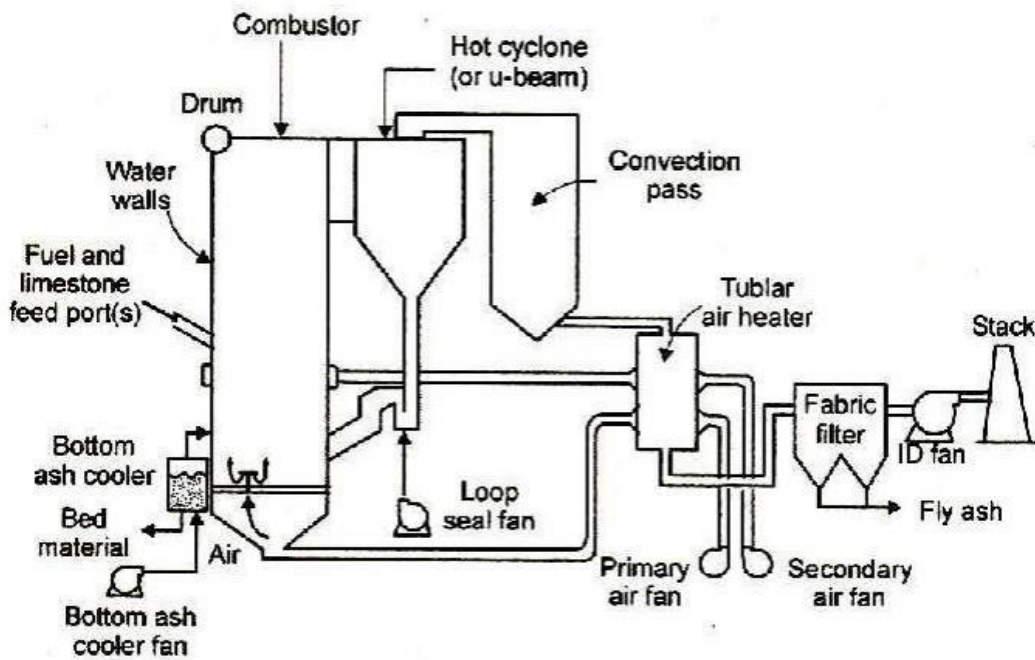 Combustor
Hot cyclone
(or u-beam)
Drum
Water
walls
Convection
pass
Fuel and
limestone
feed port(s)
Tublar
air heater
Stack
Fabric
filter
Bottom
ash cooler
ID fan
Loop
seal fan
Fly ash
Bed
material
Air
Primary
air fan
Secondary
air fan
Bottom ash
cooler fan